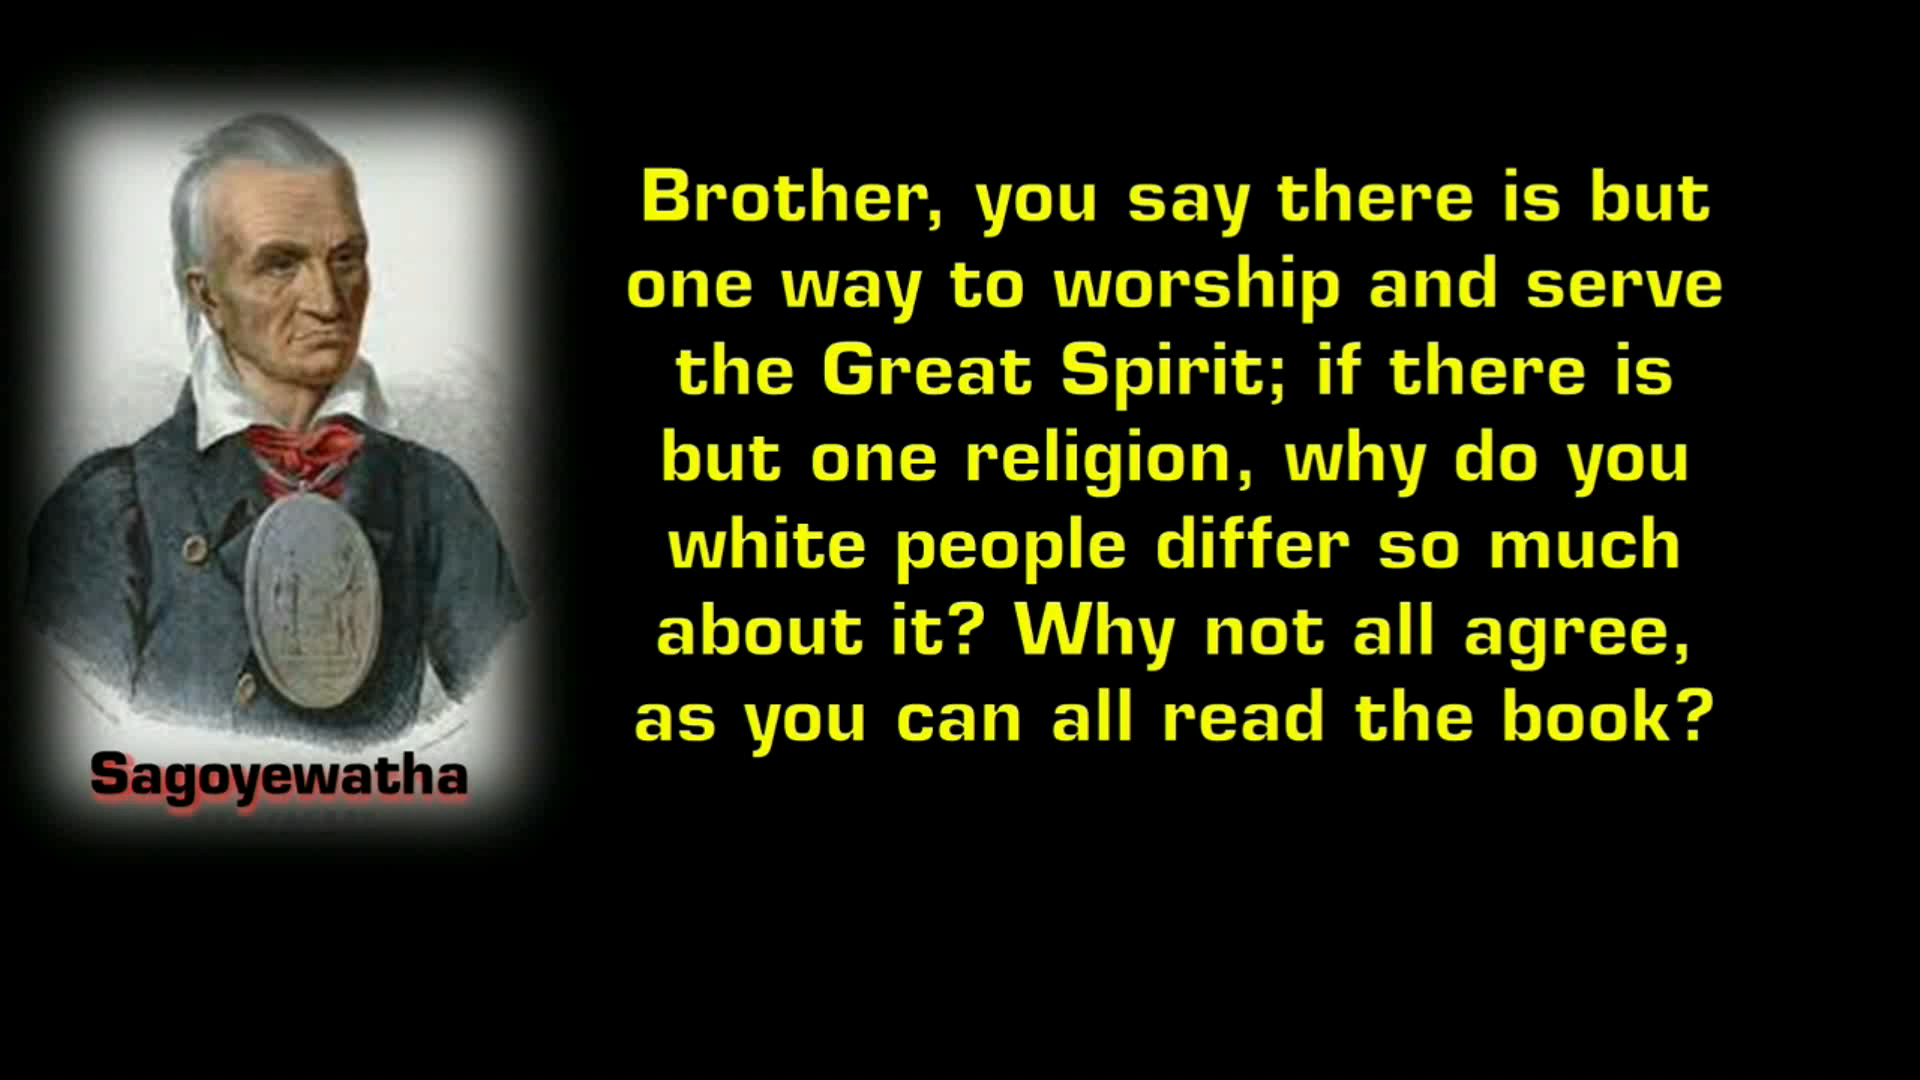 Brother, you say there is but
one way to worship and serve
the Great Spirit; if there is
but one religion, why do you
white people differ so much
about it? Why not all agree,
as you can all read the book?
Sagoyewatha